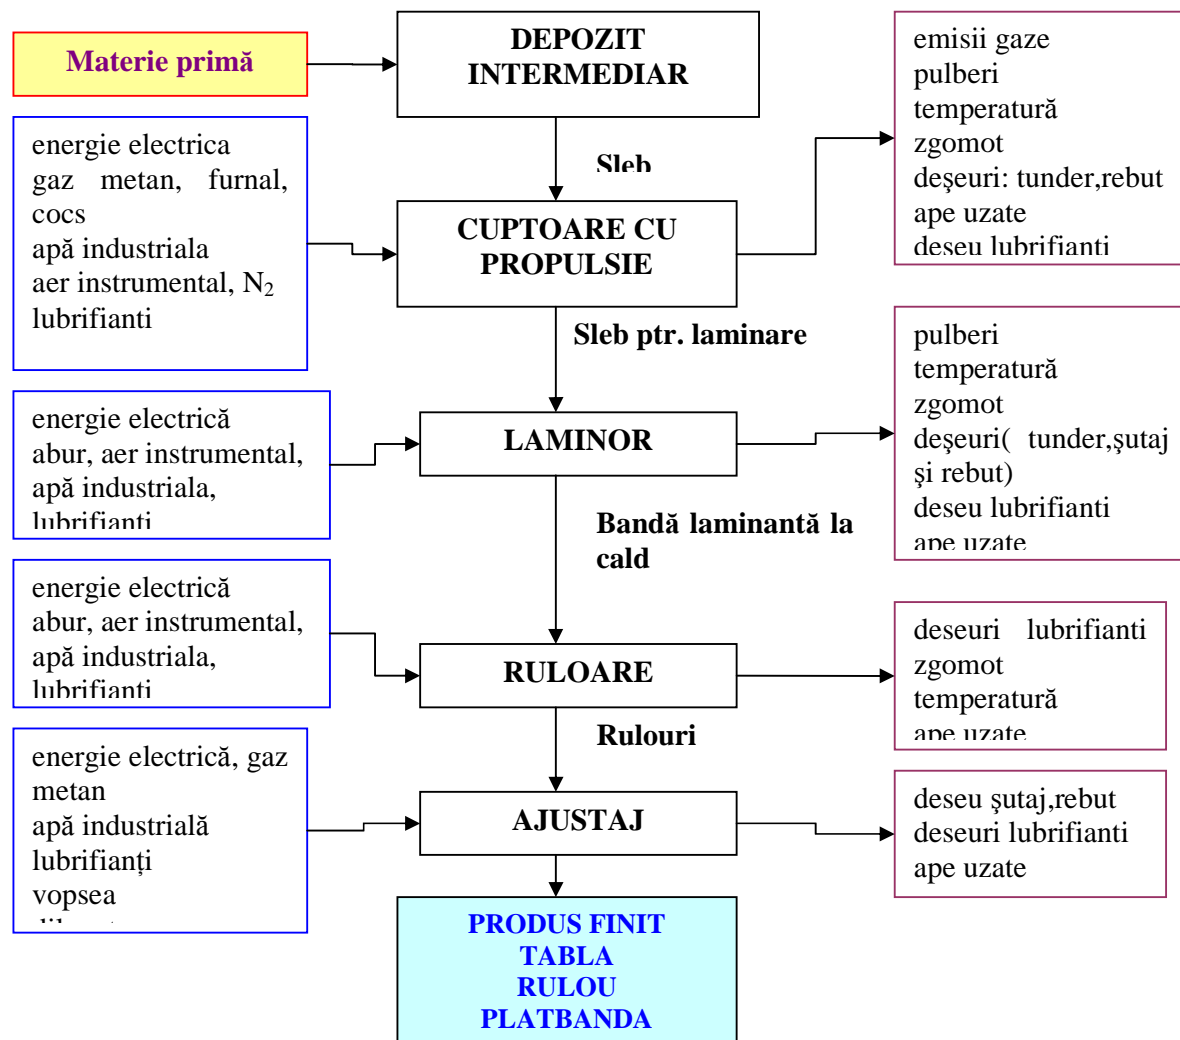 Materie primă
DEPOZIT
INTERMEDIAR
emisii gaze
pulberi
temperatură
zgomot
deşeuri: tunder,rebut
ape uzate
deseu lubrifianti
energie electrica
gaz metan, furnal,
cocs
apă industriala
aer instrumental, N₂
lubrifianti
Sleb
CUPTOARE CU
PROPULSIE
Sleb ptr. laminare
pulberi
temperatură
zgomot
deşeuri( tunder,şutaj
şi rebut)
deseu lubrifianti
ape uzate
energie electrică
abur, aer instrumental,
apă industriala,
lubrifianti
LAMINOR
Bandă laminantă la
cald
energie electrică
abur, aer instrumental,
apă industriala,
lubrifianti
RULOARE
deseuri lubrifianti
zgomot
temperatură
ape uzate
Rulouri
energie electrică, gaz
metan
apă industrială
lubrifianţi
vopsea
AJUSTAJ
deseu şutaj,rebut
deseuri lubrifianti
ape uzate
PRODUS FINIT
TABLA
RULOU
PLATBANDA